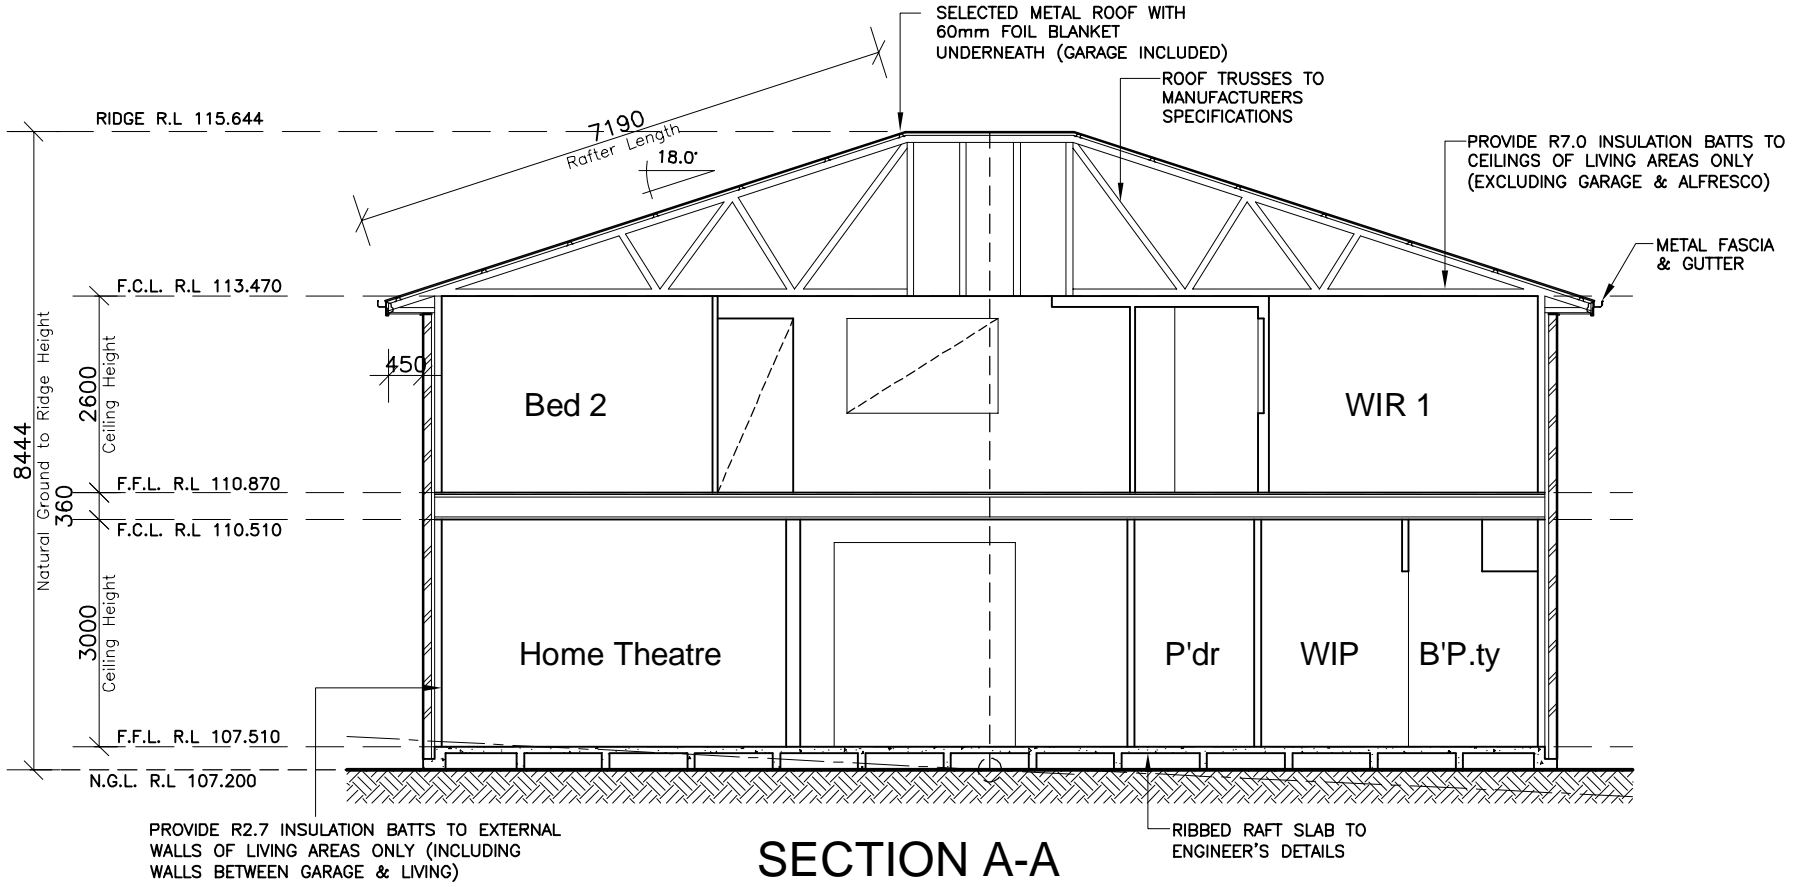 SELECTED METAL ROOF WITH
60mm FOIL BLANKET
UNDERNEATH (GARAGE INCLUDED)
ROOF TRUSSES TO
MANUFACTURERS
SPECIFICATIONS
RIDGE R.L 115.644
7190
Rafter Length
18.0°
PROVIDE R7.0 INSULATION BATTS TO
CEILINGS OF LIVING AREAS ONLY
(EXCLUDING GARAGE & ALFRESCO)
METAL FASCIA
& GUTTER
F.C.L. R.L 113.470
450
2600
Ceiling Height
8444
Natural Ground to Ridge Height
Bed 2
WIR 1
F.F.L. R.L 110.870
360
F.C.L. R.L 110.510
3000
Ceiling Height
Home Theatre
P'dr
WIP
B'P.ty
F.F.L. R.L 107.510
N.G.L. R.L 107.200
PROVIDE R2.7 INSULATION BATTS TO EXTERNAL
WALLS OF LIVING AREAS ONLY (INCLUDING
WALLS BETWEEN GARAGE & LIVING)
SECTION A-A
RIBBED RAFT SLAB TO
ENGINEER'S DETAILS